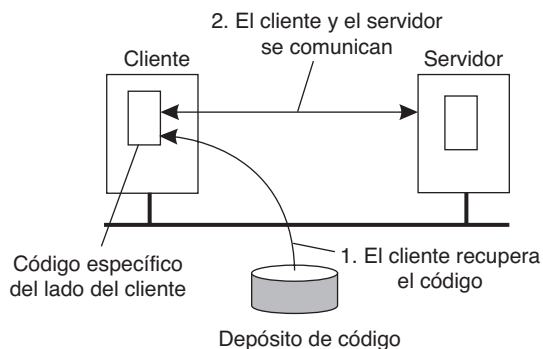 2. El cliente y el servidor
se comunican
Cliente
Servidor
1. El cliente recupera
el código
Código específico
del lado del cliente
Depósito de código